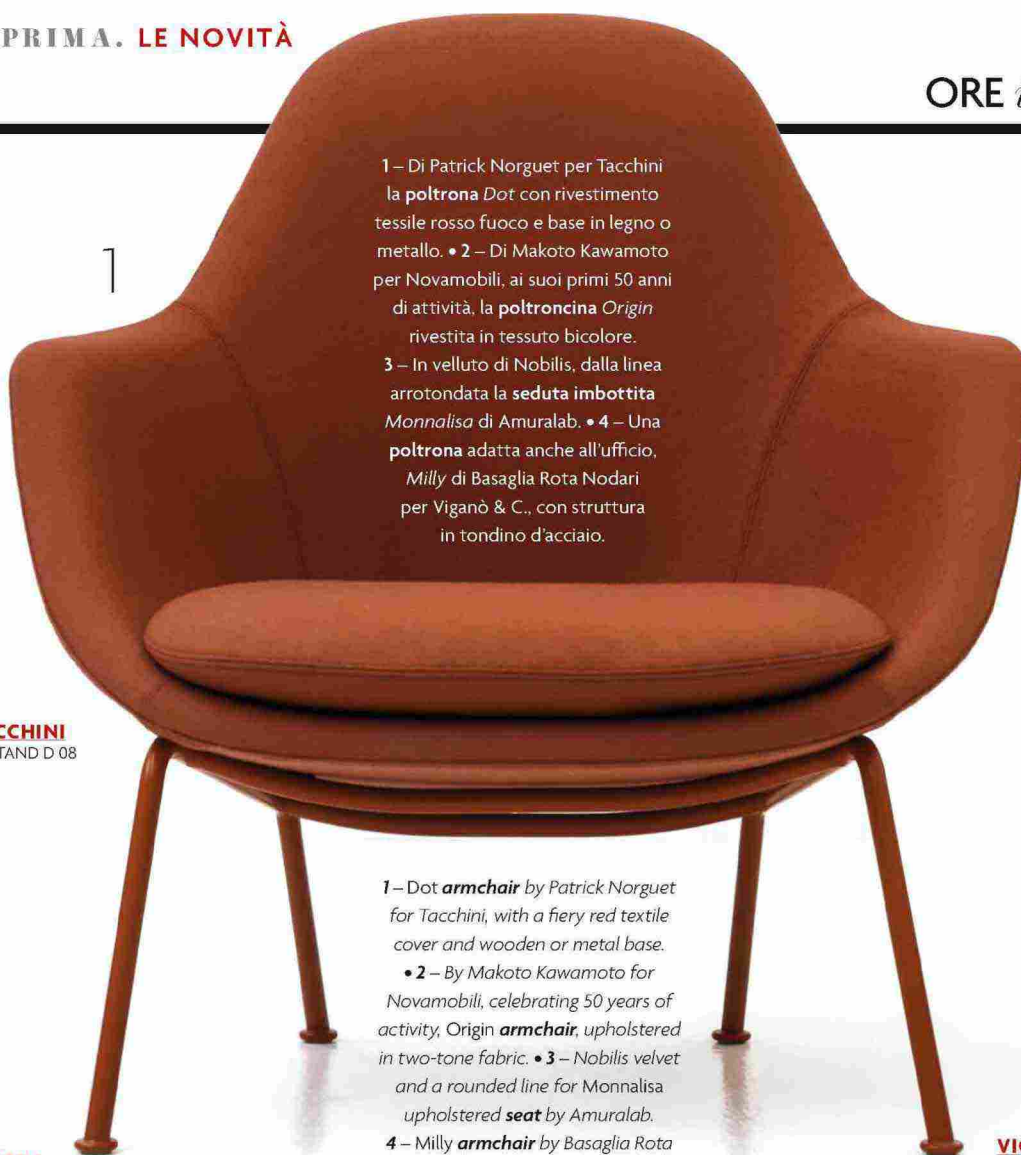 PRIMA. LE NOVITÀ
ORE
1
1 – Di Patrick Norguet per Tacchini
la poltrona Dot con rivestimento
tessile rosso fuoco e base in legno o
metallo. • 2 – Di Makoto Kawamoto
per Novamobili, ai suoi primi 50 anni
di attività, la poltroncina Origin
rivestita in tessuto bicolore.
3 – In velluto di Nobilis, dalla linea
arrotondata la seduta imbottita
Monnalisa di Amuralab. • 4 – Una
poltrona adatta anche all'ufficio,
Milly di Basaglia Rota Nodari
per Viganò & C., con struttura
in tondino d'acciaio.
CCHINI
TAND D 08
1 – Dot armchair by Patrick Norguet
for Tacchini, with a fiery red textile
cover and wooden or metal base.
• 2 – By Makoto Kawamoto for
Novamobili, celebrating 50 years of
activity, Origin armchair, upholstered
in two-tone fabric. • 3 – Nobilis velvet
and a rounded line for Monnalisa
upholstered seat by Amuralab.
4 – Milly armchair by Basaglia Rota